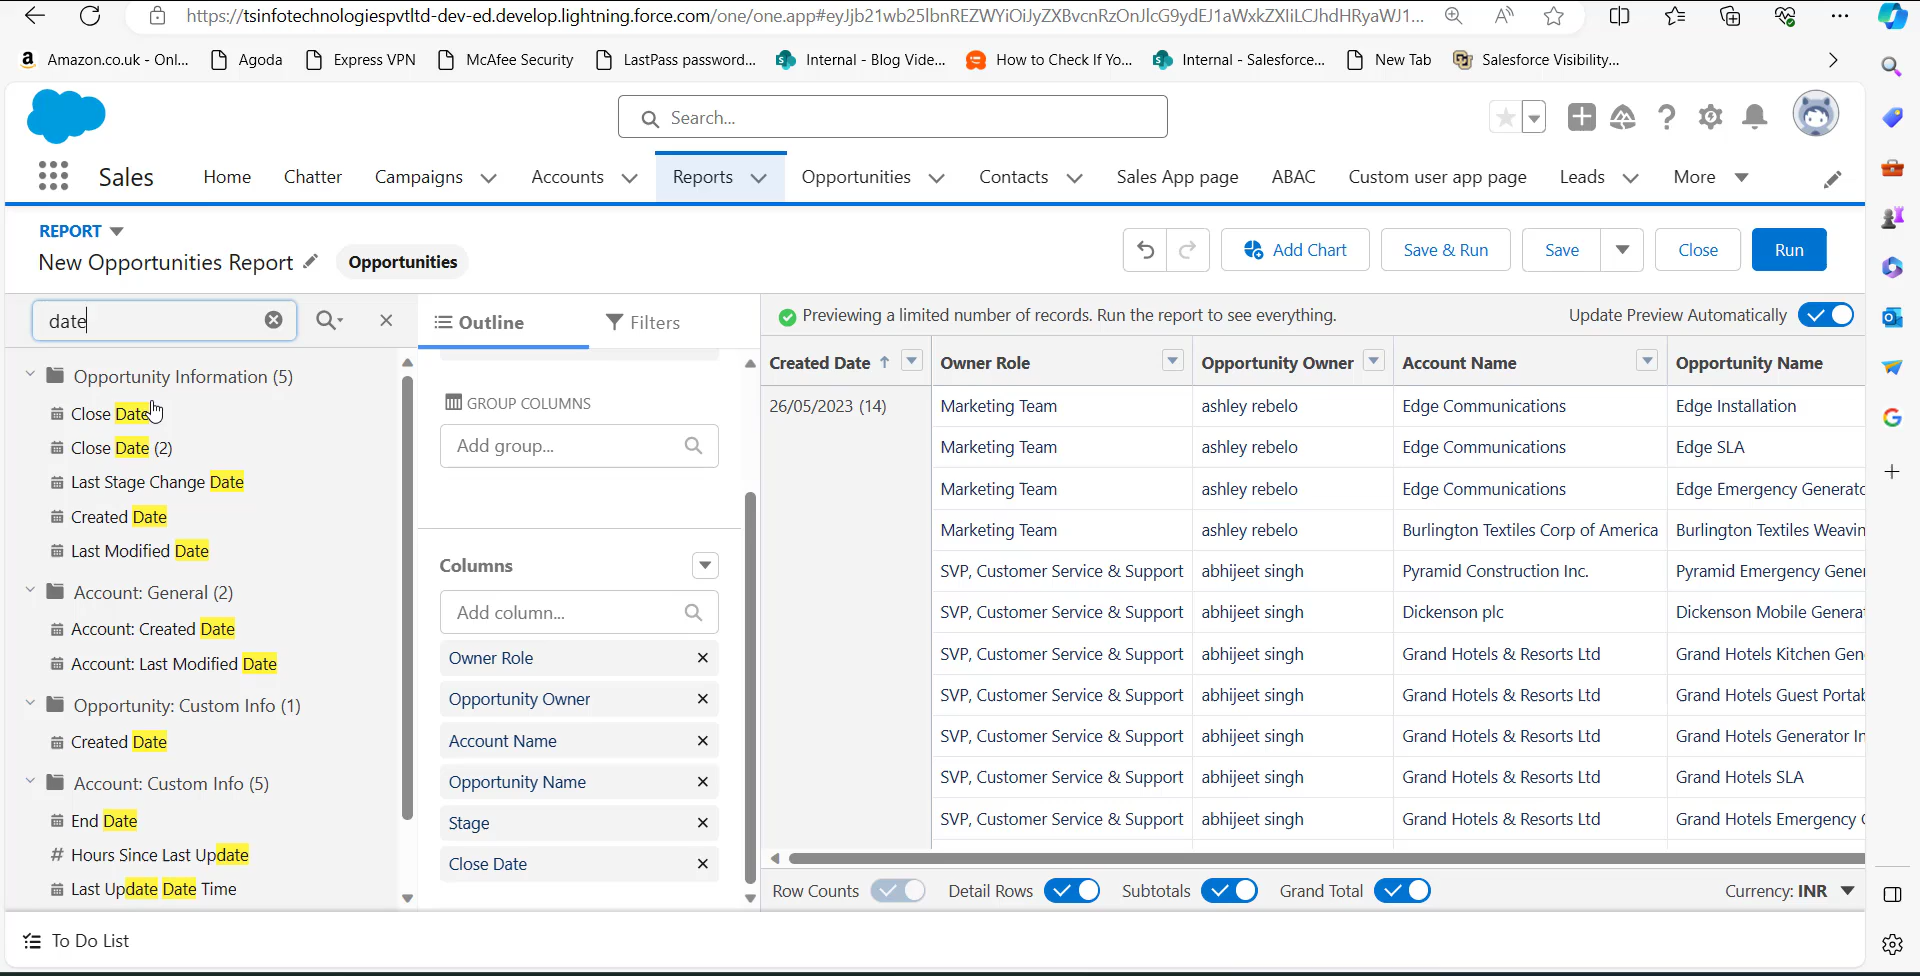 https://tsinfotechnologiespvtltd-dev-ed.develop.lightning.force.com/one/one.app#eyJjb21wb25lbnREZWYiOiJyZXBvcnRzOnJlcG9ydEJ1aWxkZXIiLCJhdHRyaWJ1...
Amazon.co.uk - Onl...
Agoda
Express VPN
McAfee Security
LastPass password...
Internal - Blog Vide...
How to Check If Yo...
Internal - Salesforce...
New Tab
Salesforce Visibility...
Search...
Sales
Home
Chatter
Campaigns
Accounts
Reports
Opportunities
Contacts
Sales App page
ABAC
Custom user app page
Leads
More
REPORT
New Opportunities Report
Opportunities
Add Chart
Save & Run
Save
Close
Run
date
Opportunity Information (5)
Close Date
Close Date (2)
Last Stage Change Date
Created Date
Last Modified Date
Account: General (2)
Account: Created Date
Account: Last Modified Date
Opportunity: Custom Info (1)
Created Date
Account: Custom Info (5)
End Date
# Hours Since Last Update
Last Update Date Time
Outline
Filters
GROUP COLUMNS
Add group...
Columns
Add column...
Owner Role
Opportunity Owner
Account Name
Opportunity Name
Stage
Close Date
Previewing a limited number of records. Run the report to see everything.
Update Preview Automatically
Created Date Owner Role Opportunity Owner Account Name Opportunity Name
26/05/2023 (14) Marketing Team ashley rebelo Edge Communications Edge Installation
Marketing Team ashley rebelo Edge Communications Edge SLA
Marketing Team ashley rebelo Edge Communications Edge Emergency Generato
Marketing Team ashley rebelo Burlington Textiles Corp of America Burlington Textiles Weavin
SVP, Customer Service & Support abhijeet singh Pyramid Construction Inc. Pyramid Emergency Gener
SVP, Customer Service & Support abhijeet singh Dickenson plc Dickenson Mobile Generat
SVP, Customer Service & Support abhijeet singh Grand Hotels & Resorts Ltd Grand Hotels Kitchen Gen
SVP, Customer Service & Support abhijeet singh Grand Hotels & Resorts Ltd Grand Hotels Guest Portab
SVP, Customer Service & Support abhijeet singh Grand Hotels & Resorts Ltd Grand Hotels Generator In
SVP, Customer Service & Support abhijeet singh Grand Hotels & Resorts Ltd Grand Hotels SLA
SVP, Customer Service & Support abhijeet singh Grand Hotels & Resorts Ltd Grand Hotels Emergency
Row Counts
Detail Rows
Subtotals
Grand Total
Currency: INR
To Do List